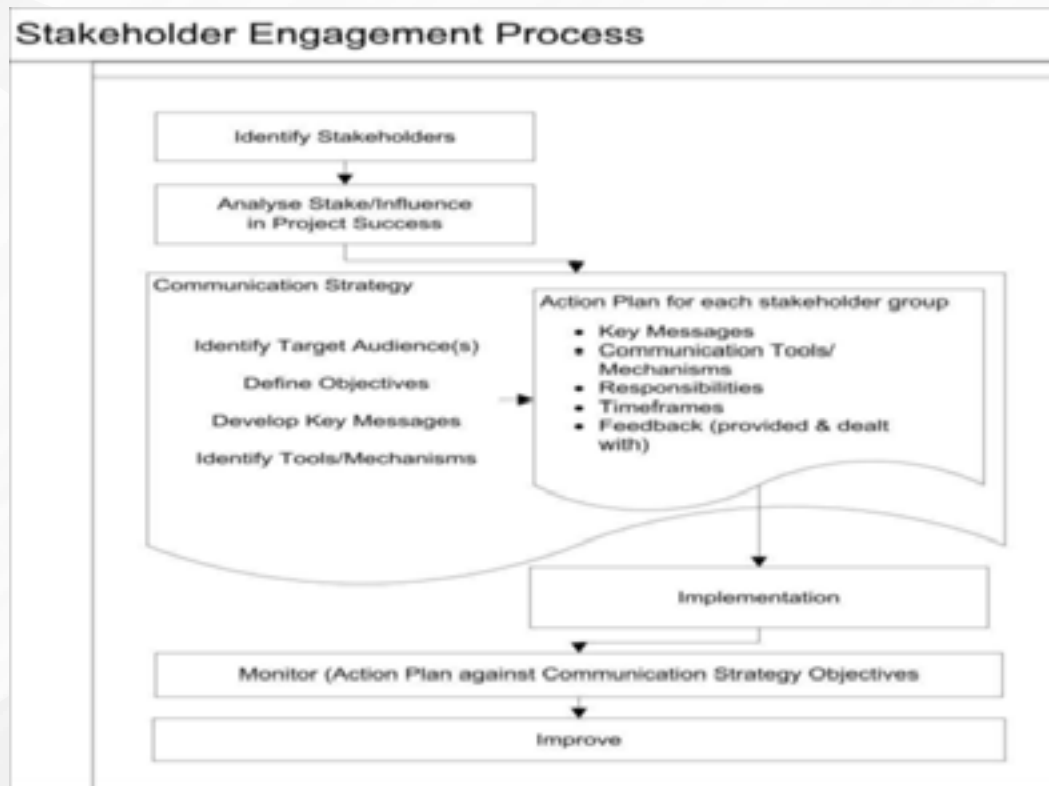 Stakeholder Engagement Process
Identify Stakeholders
Analyse Stake/Influence
in Project Success
Communication Strategy
Identify Target Audience(s)
Define Objectives
Develop Key Messages
Identify Tools/Mechanisms
Action Plan for each stakeholder group
• Key Messages
• Communication Tools/
Mechanisms
• Responsibilities
• Timeframes
• Feedback (provided & dealt
with)
Implementation
Monitor (Action Plan against Communication Strategy Objectives
Improve